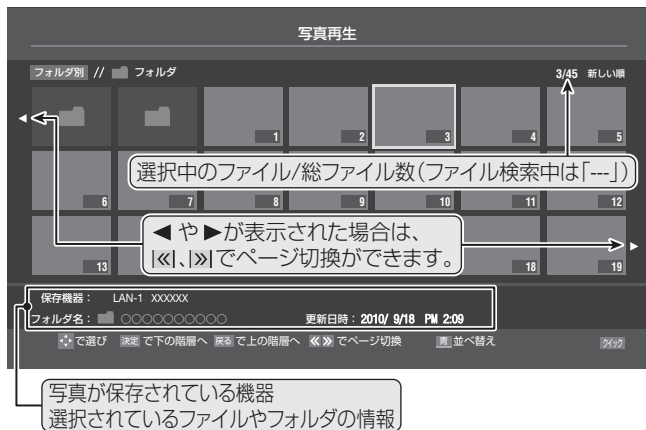 写真再生
フォルダ別 // フォルダ 3/45 新しい順
1 2 3 4 5
選択中のファイル/総ファイル数(ファイル検索中は「---」)
6 7 8 9 10 11 12
◀ や ▶が表示された場合は、
|≪|、|≫|でページ切換ができます。
13 18 19
保存機器： LAN-1 XXXXXX
フォルダ名： ○○○○○○○○○○ 更新日時：2010/ 9/18 PM 2:09
で選び 決定 で下の階層へ 戻る で上の階層へ ≪≫ でページ切換 青 並べ替え クイック
写真が保存されている機器
選択されているファイルやフォルダの情報